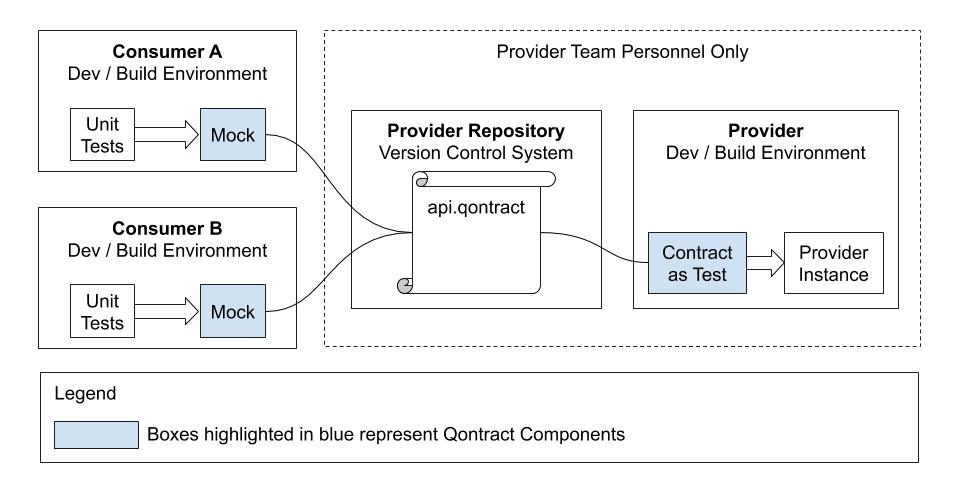 Consumer A
Dev / Build Environment
Unit
Tests
Mock
Consumer B
Dev / Build Environment
Unit
Tests
Mock
Provider Team Personnel Only
Provider Repository
Version Control System
api.qontract
Provider
Dev / Build Environment
Contract
as Test
Provider
Instance
Legend
Boxes highlighted in blue represent Qontract Components